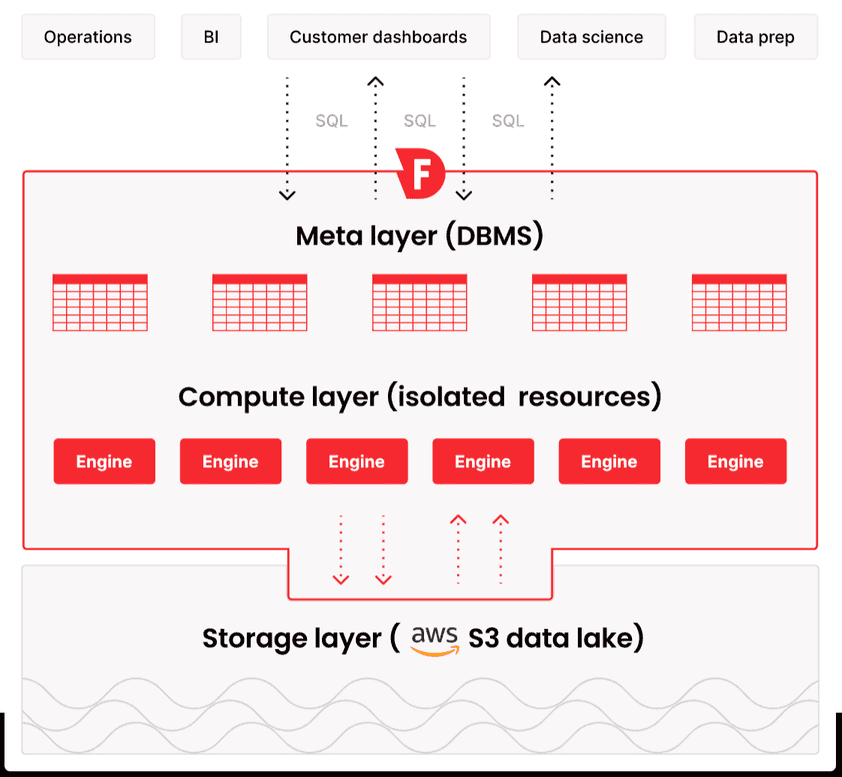 Operations BI Customer dashboards Data science Data prep
SQL SQL SQL
F
Meta layer (DBMS)
Compute layer (isolated resources)
Engine Engine Engine Engine Engine Engine
Storage layer ( aws S3 data lake)